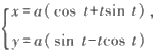 x=a(cos t+tsin t),
y=a(sin t-tcos t)